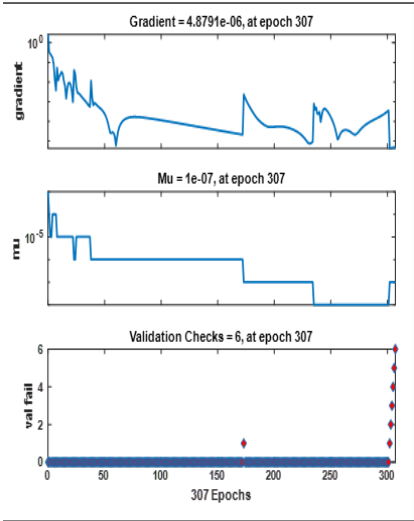 Gradient = 4.8791e-06, at epoch 307
10^0
gradient
Mu = 1e-07, at epoch 307
10^-5
mu
Validation Checks = 6, at epoch 307
6
4
2
0
val fail
0 50 100 150 200 250 300
307 Epochs